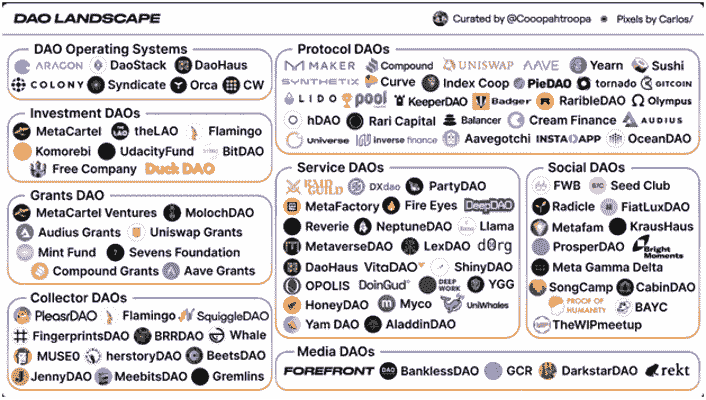 DAO LANDSCAPE
Curated by @Cooopahtroopa
Pixels by Carlos/
DAO Operating Systems
ARAGON DaoStack DaoHaus
COLONY Syndicate Orca CW
Investment DAOs
MetaCartel theLAO Flamingo
Komorebi UdacityFund BitDAO
Free Company Duck DAO
Grants DAO
MetaCartel Ventures MolochDAO
Audius Grants Uniswap Grants
Mint Fund Sevens Foundation
Compound Grants Aave Grants
Collector DAOs
PleasrDAO Flamingo SquiggleDAO
FingerprintsDAO BRRDAO Whale
MUSE0 herstoryDAO BeetsDAO
JennyDAO MeebitsDAO Gremlins
Protocol DAOs
MAKER Compound UNISWAP AAVE Yearn Sushi
SYNTHETIX Curve Index Coop PieDAO tornado GITCOIN
LIDO pool KeeperDAO Badger RaribleDAO Olympus
hDAO Rari Capital Balancer Cream Finance AUDIUS
Universe inverse finance Aavegotchi INSTADAPP OceanDAO
Service DAOs
RAID GUILD DXdao PartyDAO
MetaFactory Fire Eyes DeepDAO
Reverie NeptuneDAO Llama
MetaverseDAO LexDAO dOrg
DaoHaus VitaDAO ShinyDAO
OPOLIS DoinGud DEEP WORK YGG
HoneyDAO Myco UniWhales
Yam DAO AladdinDAO
Social DAOs
FWB Seed Club
Radicle FiatLuxDAO
Metafam KrausHaus
ProsperDAO Bright Moments
Meta Gamma Delta
SongCamp CabinDAO
PROOF OF HUMANITY BAYC
TheWIPmeetup
Media DAOs
FOREFRONT BanklessDAO GCR DarkstarDAO rekt